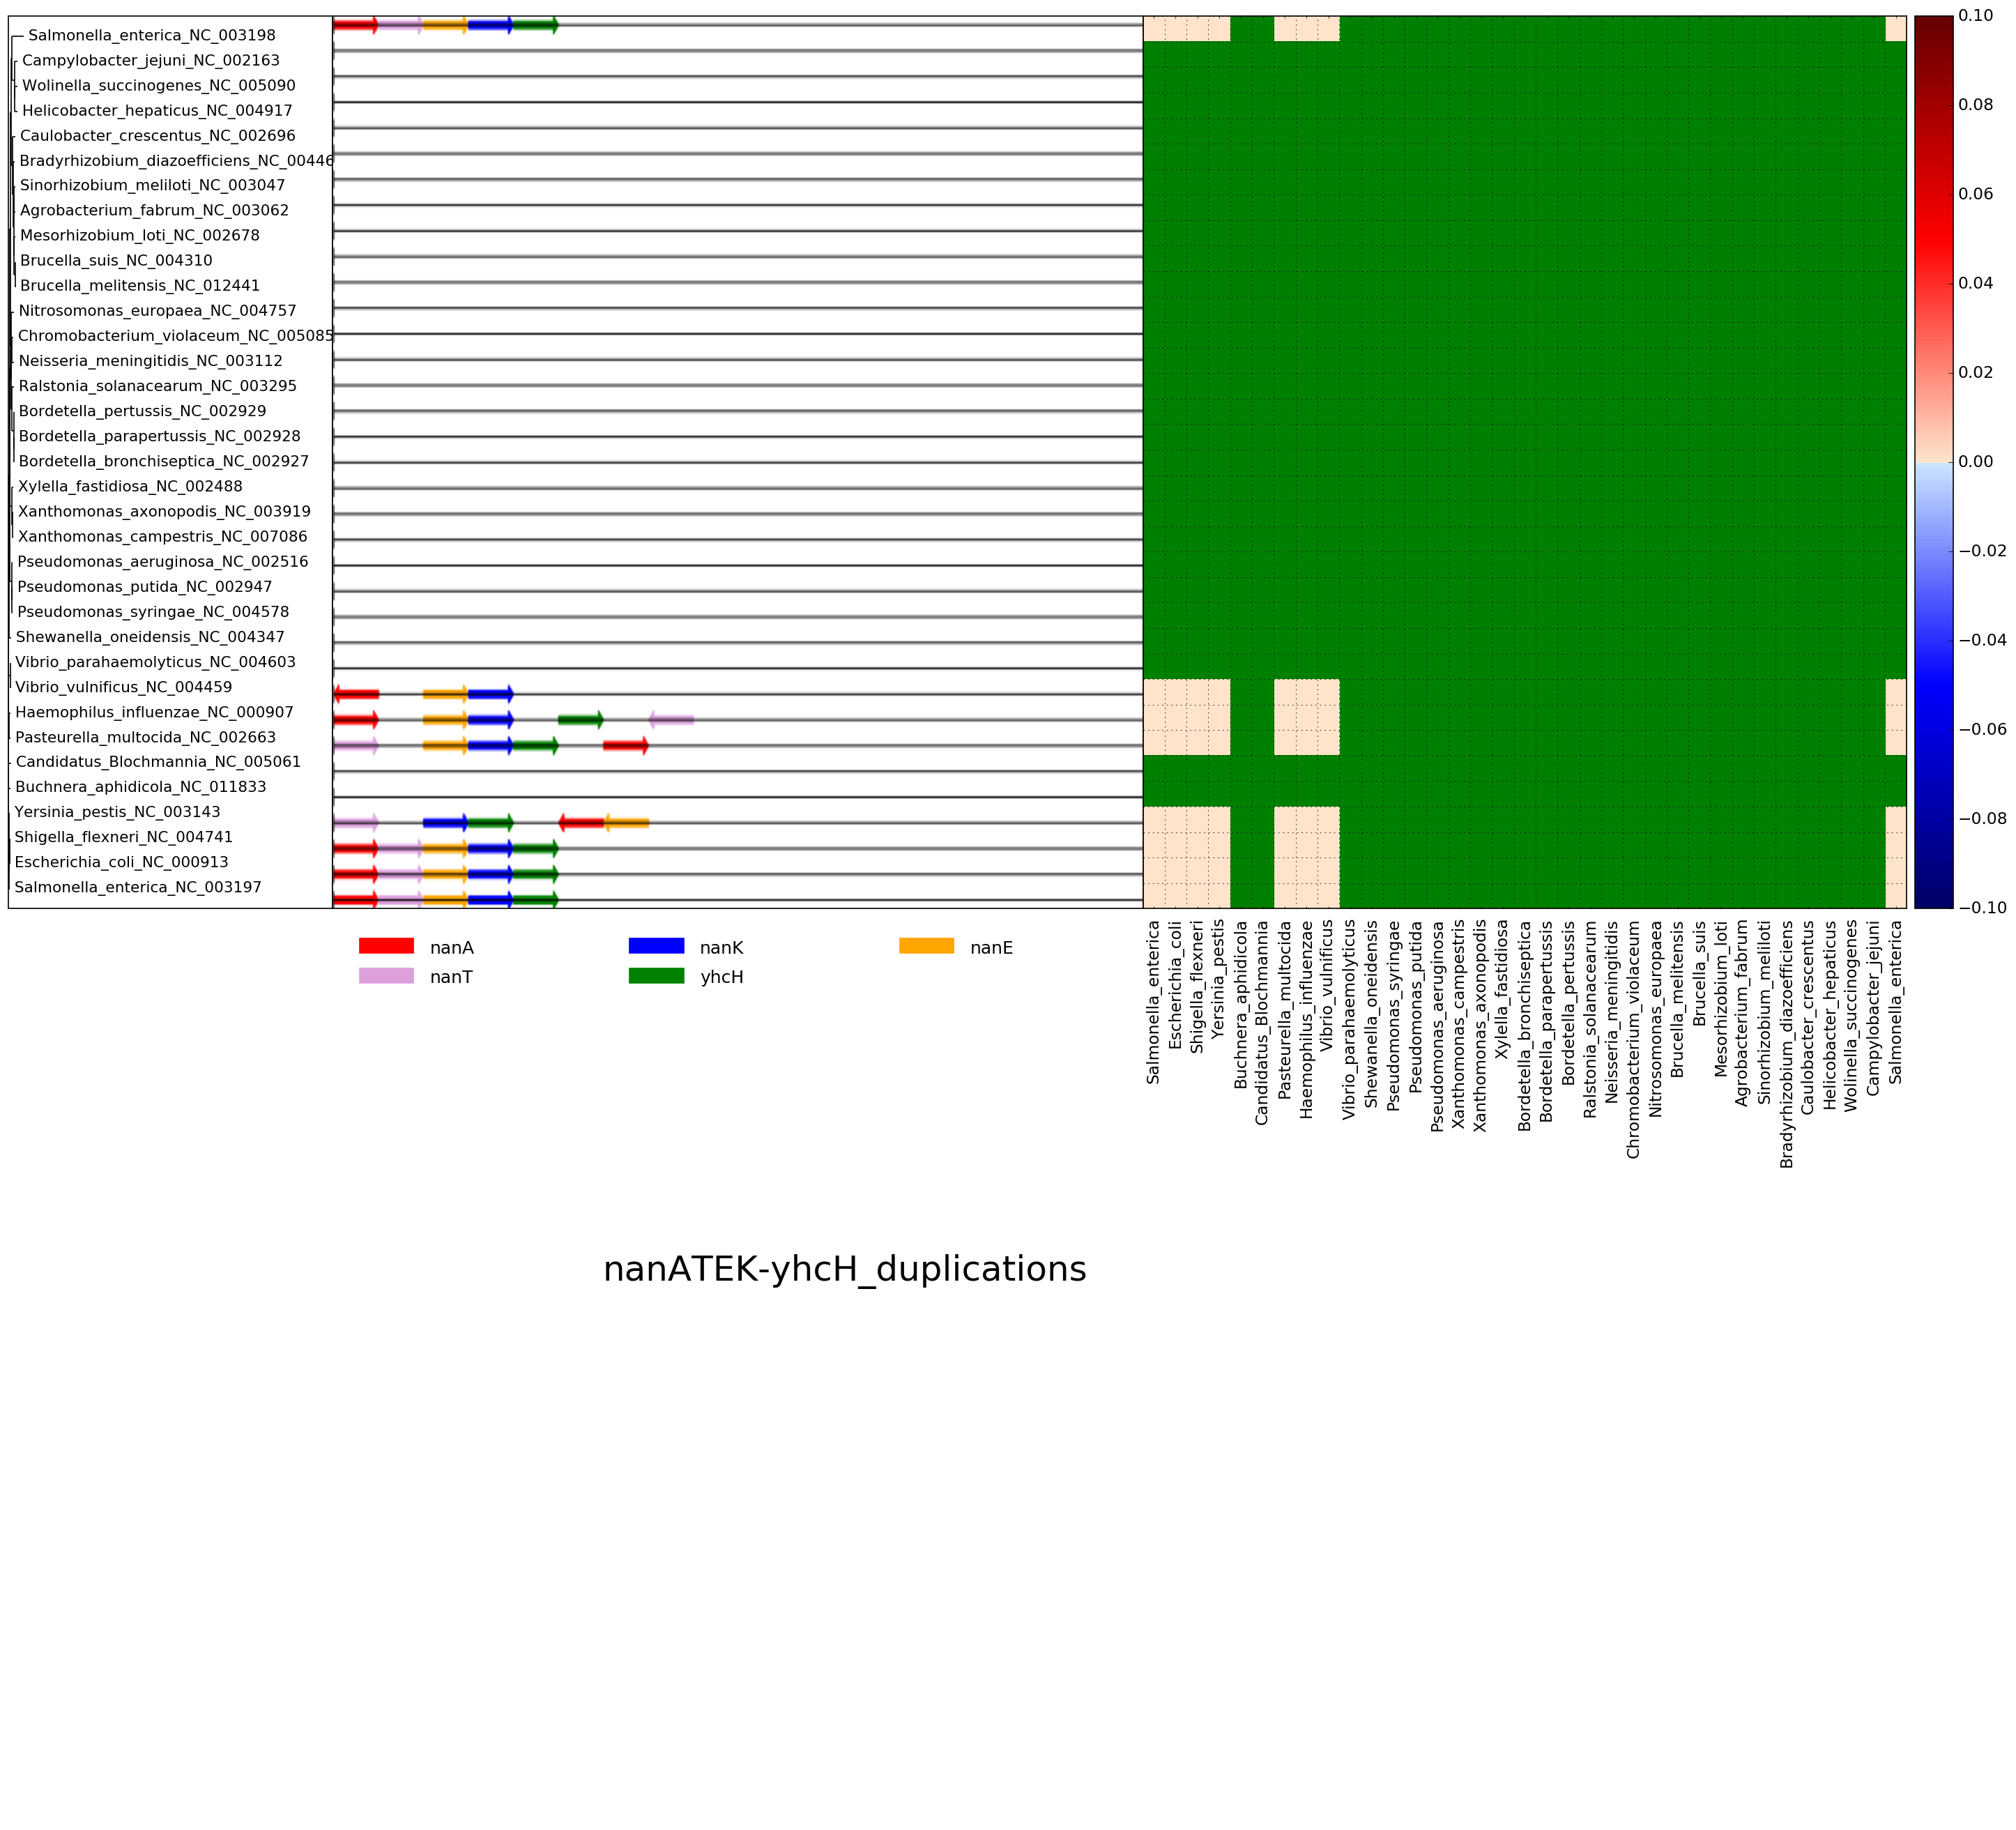 Salmonella_enterica_NC_003198
Campylobacter_jejuni_NC_002163
Wolinella_succinogenes_NC_005090
Helicobacter_hepaticus_NC_004917
Caulobacter_crescentus_NC_002696
Bradyrhizobium_diazoefficiens_NC_00446
Sinorhizobium_meliloti_NC_003047
Agrobacterium_fabrum_NC_003062
Mesorhizobium_loti_NC_002678
Brucella_suis_NC_004310
Brucella_melitensis_NC_012441
Nitrosomonas_europaea_NC_004757
Chromobacterium_violaceum_NC_005085
Neisseria_meningitidis_NC_003112
Ralstonia_solanacearum_NC_003295
Bordetella_pertussis_NC_002929
Bordetella_parapertussis_NC_002928
Bordetella_bronchiseptica_NC_002927
Xylella_fastidiosa_NC_002488
Xanthomonas_axonopodis_NC_003919
Xanthomonas_campestris_NC_007086
Pseudomonas_aeruginosa_NC_002516
Pseudomonas_putida_NC_002947
Pseudomonas_syringae_NC_004578
Shewanella_oneidensis_NC_004347
Vibrio_parahaemolyticus_NC_004603
Vibrio_vulnificus_NC_004459
Haemophilus_influenzae_NC_000907
Pasteurella_multocida_NC_002663
Candidatus_Blochmannia_NC_005061
Buchnera_aphidicola_NC_011833
Yersinia_pestis_NC_003143
Shigella_flexneri_NC_004741
Escherichia_coli_NC_000913
Salmonella_enterica_NC_003197
0.10
0.08
0.06
0.04
0.02
0.00
−0.02
−0.04
−0.06
−0.08
−0.10
nanA
nanK
nanE
nanT
yhcH
Salmonella_enterica
Escherichia_coli
Shigella_flexneri
Yersinia_pestis
Buchnera_aphidicola
Candidatus_Blochmannia
Pasteurella_multocida
Haemophilus_influenzae
Vibrio_vulnificus
Vibrio_parahaemolyticus
Shewanella_oneidensis
Pseudomonas_syringae
Pseudomonas_putida
Pseudomonas_aeruginosa
Xanthomonas_campestris
Xanthomonas_axonopodis
Xylella_fastidiosa
Bordetella_bronchiseptica
Bordetella_parapertussis
Bordetella_pertussis
Ralstonia_solanacearum
Neisseria_meningitidis
Chromobacterium_violaceum
Nitrosomonas_europaea
Brucella_melitensis
Brucella_suis
Mesorhizobium_loti
Agrobacterium_fabrum
Sinorhizobium_meliloti
Bradyrhizobium_diazoefficiens
Caulobacter_crescentus
Helicobacter_hepaticus
Wolinella_succinogenes
Campylobacter_jejuni
Salmonella_enterica
nanATEK-yhcH_duplications